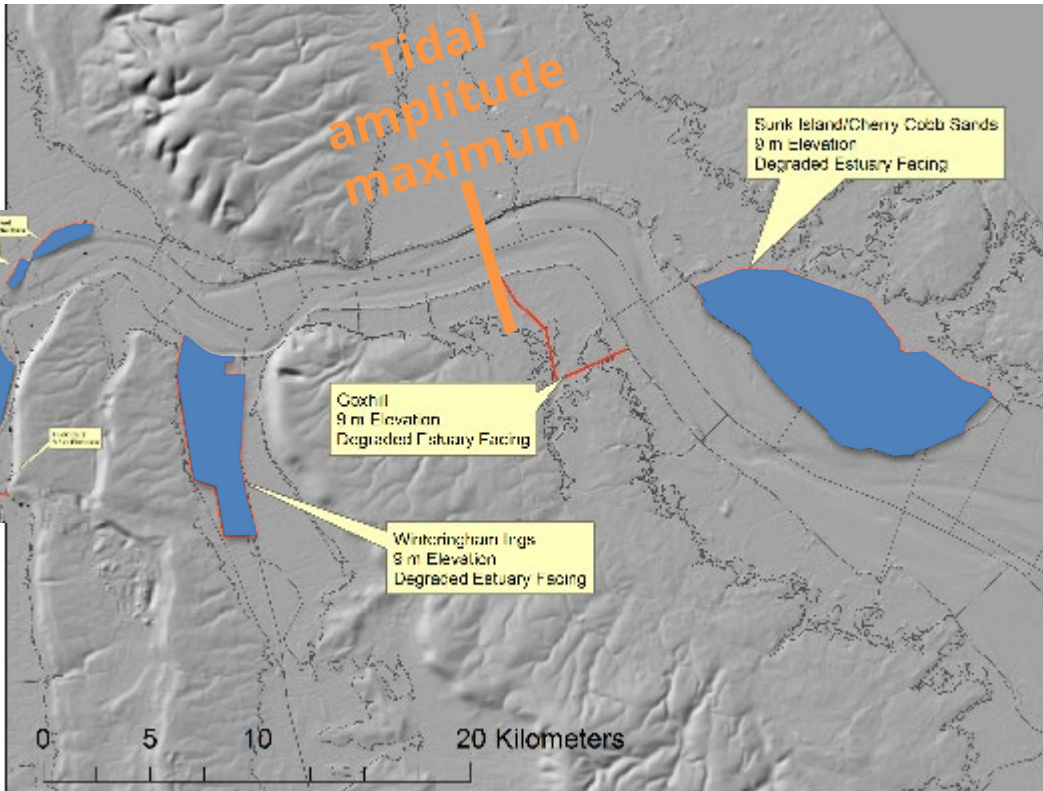 Tidal
amplitude
maximum
Sunk Island/Cherry Cobb Sands
9 m Elevation
Degraded Estuary Facing
Goxhill
9 m Elevation
Degraded Estuary Facing
Winteringham Ings
9 m Elevation
Degraded Estuary Facing
0 5 10 20 Kilometers